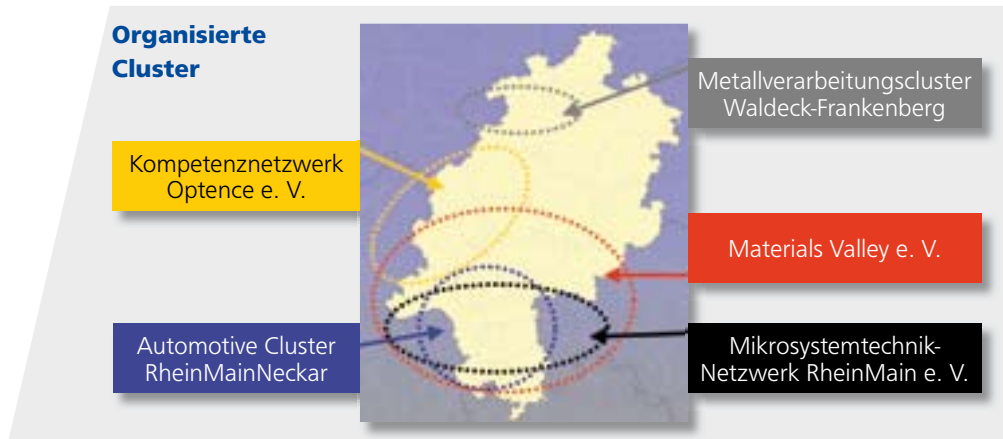 Organisierte
Cluster
Metallverarbeitungscluster
Waldeck-Frankenberg
Kompetenznetzwerk
Optence e. V.
Materials Valley e. V.
Automotive Cluster
RheinMainNeckar
Mikrosystemtechnik-
Netzwerk RheinMain e. V.